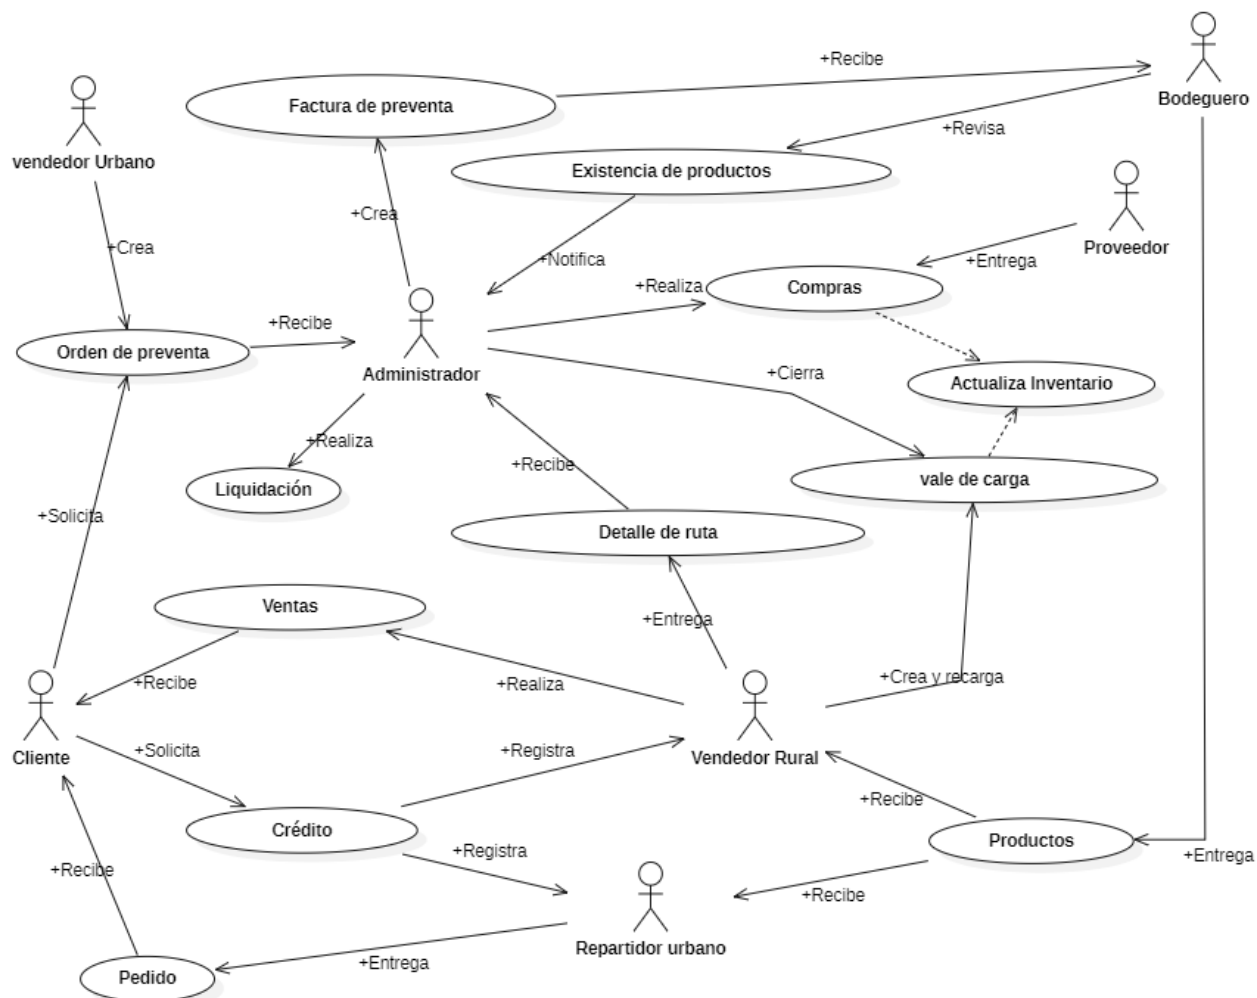 +Recibe
Bodeguero
Factura de preventa
+Revisa
vendedor Urbano
Existencia de productos
+Crea
+Crea
Proveedor
+Entrega
+Notifica
+Realiza
Compras
+Recibe
Orden de preventa
Administrador
+Cierra
Actualiza Inventario
+Realiza
+Recibe
vale de carga
Liquidación
+Solicita
Detalle de ruta
Ventas
+Entrega
+Recibe
+Realiza
+Crea y recarga
Cliente
+Solicita
+Registra
Vendedor Rural
+Recibe
Crédito
Productos
+Registra
+Entrega
+Recibe
+Recibe
Repartidor urbano
+Entrega
Pedido